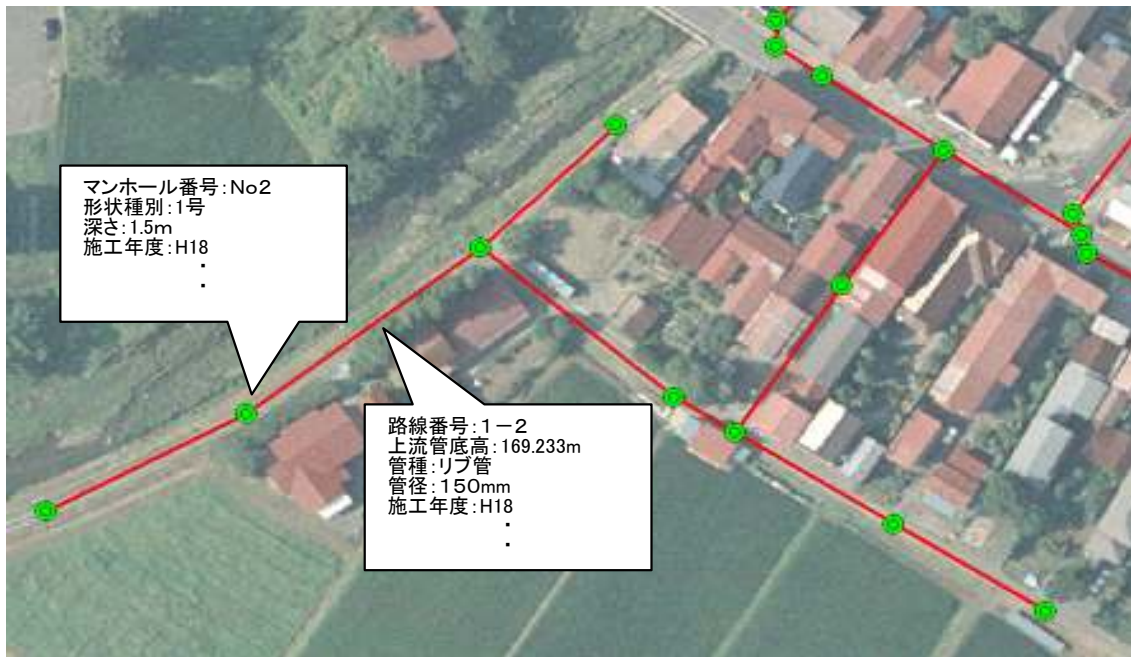 マンホール番号:No2
形状種別:1号
深さ:1.5m
施工年度:H18
・
・
路線番号:1-2
上流管底高:169.233m
管種:リブ管
管径:150mm
施工年度:H18
・
・